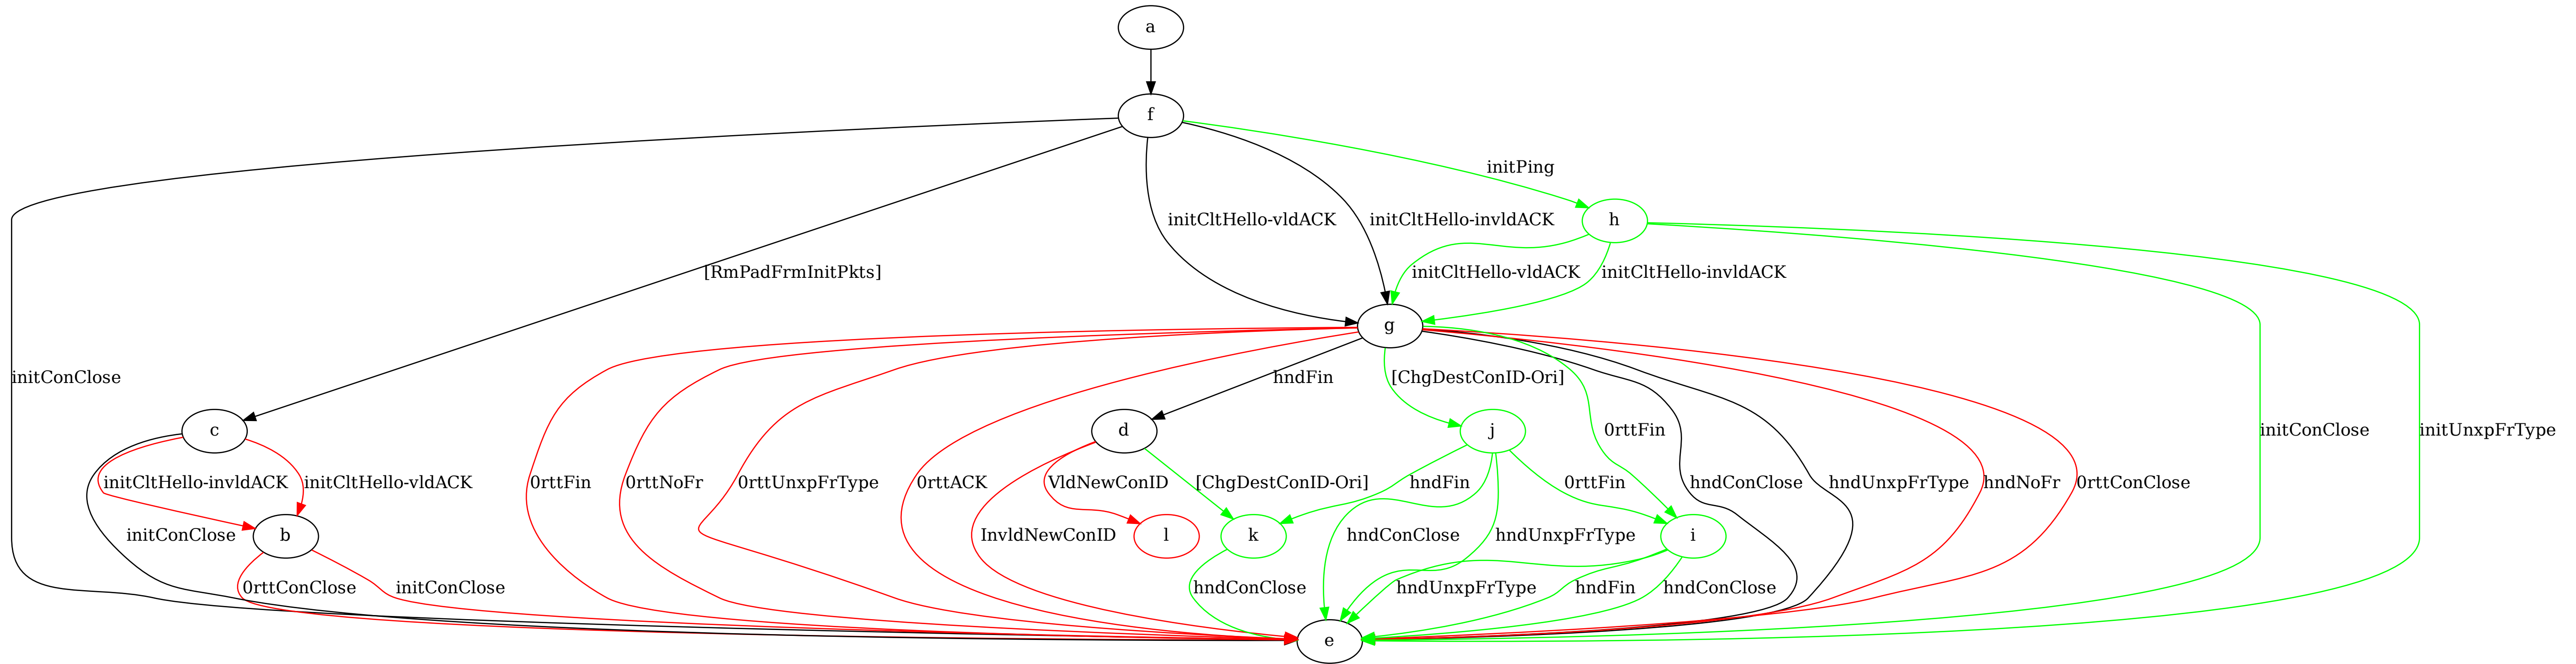 a
f
initPing
initCltHello-vldACK
initCltHello-invldACK
h
[RmPadFrmInitPkts]
initCltHello-vldACK
initCltHello-invldACK
g
initConClose
hndFin
[ChgDestConID-Ori]
c
d
j
0rttFin
initConClose
initUnxpFrType
initCltHello-invldACK
initCltHello-vldACK
0rttFin
0rttNoFr
0rttUnxpFrType
0rttACK
VldNewConID
[ChgDestConID-Ori]
hndFin
0rttFin
hndConClose
hndUnxpFrType
hndNoFr
0rttConClose
initConClose
b
InvldNewConID
l
k
hndConClose
hndUnxpFrType
i
0rttConClose
initConClose
hndConClose
hndUnxpFrType
hndFin
hndConClose
e